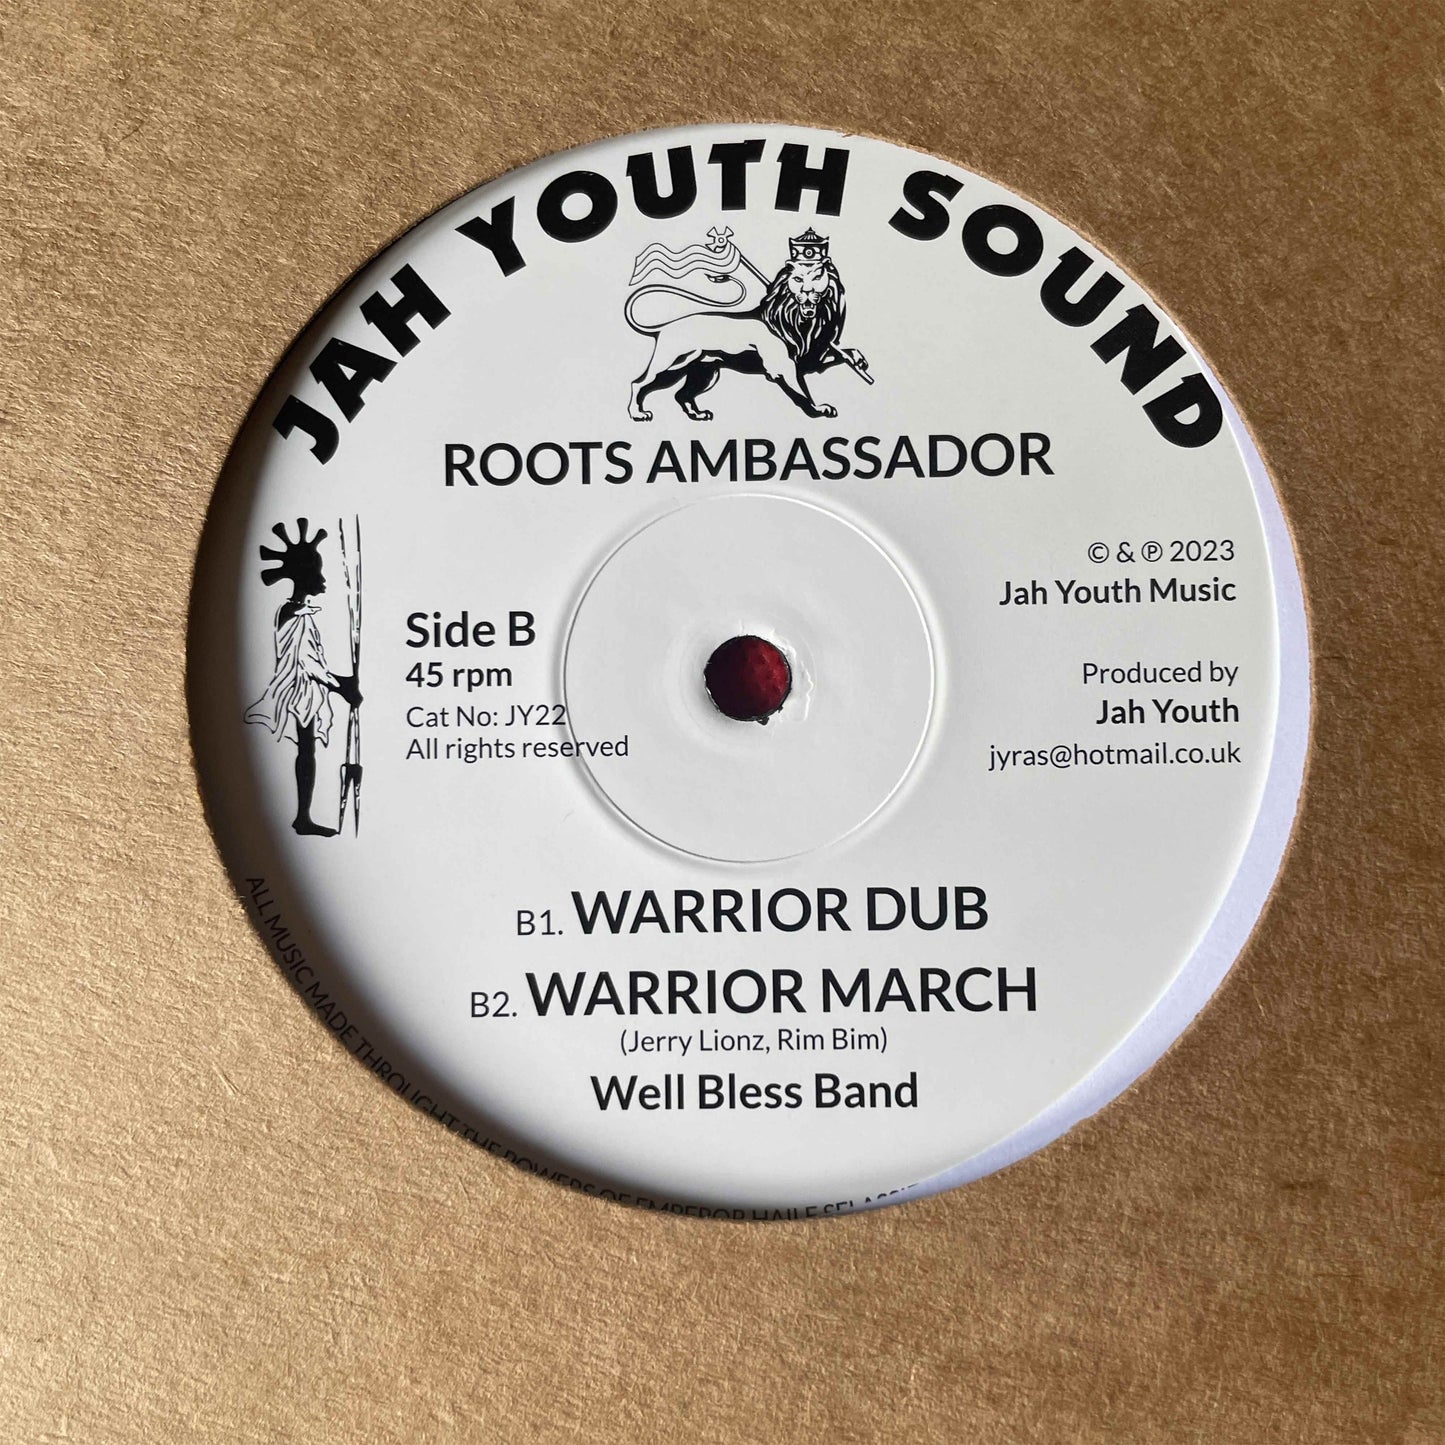 JAH YOUTH SOUND
ROOTS AMBASSADOR
© & ℗ 2023
Jah Youth Music
Side B
45 rpm
Cat No: JY22
All rights reserved
Produced by
Jah Youth
jyras@hotmail.co.uk
B1. WARRIOR DUB
B2. WARRIOR MARCH
(Jerry Lionz, Rim Bim)
Well Bless Band
ALL MUSIC MADE THROUGHT THE POWERS OF EMPEROR HAILE SELASSIE